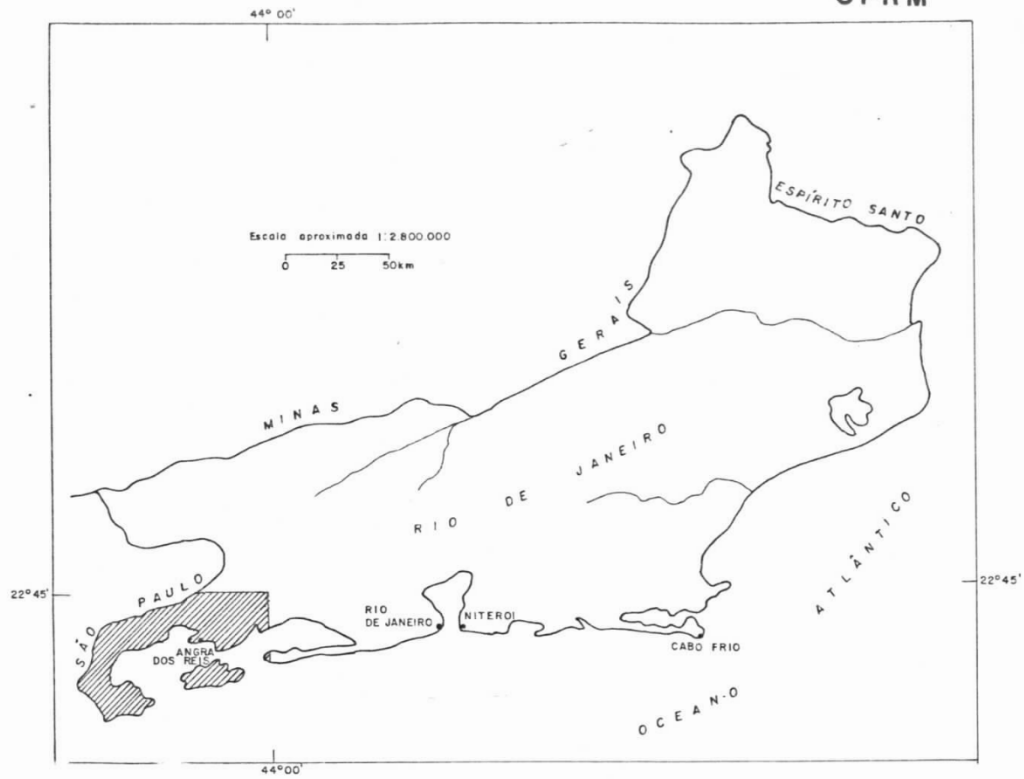 CPRM
44° 00'
ESPÍRITO SANTO
Escala aproximada 1:2.800.000
0 25 50km
MINAS GERAIS
RIO DE JANEIRO
ATLÂNTICO
22°45'
22°45'
SÃO PAULO
RIO
DE JANEIRO
NITEROI
ANGRA
DOS REIS
CABO FRIO
OCEANO
44°00'